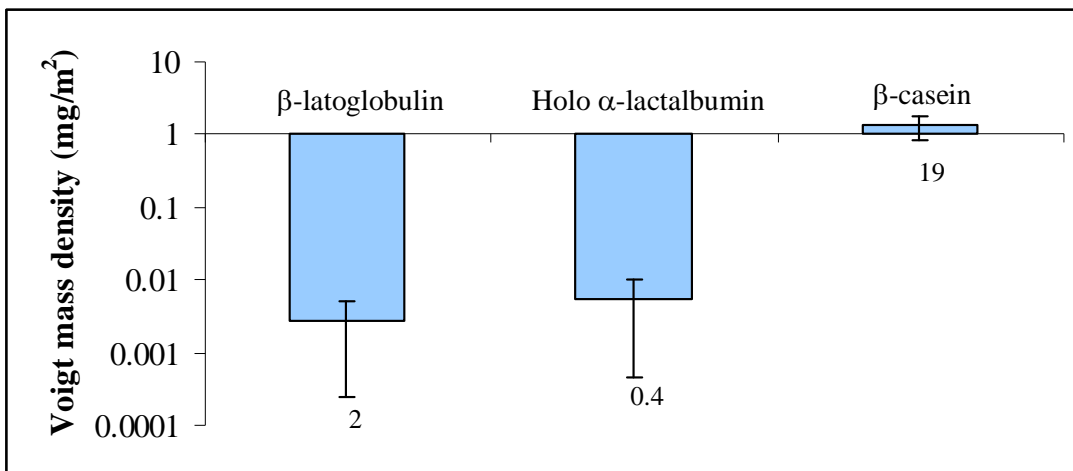 Voigt mass density (mg/m²)
10
1
0.1
0.01
0.001
0.0001
β-latoglobulin
Holo α-lactalbumin
β-casein
2
0.4
19